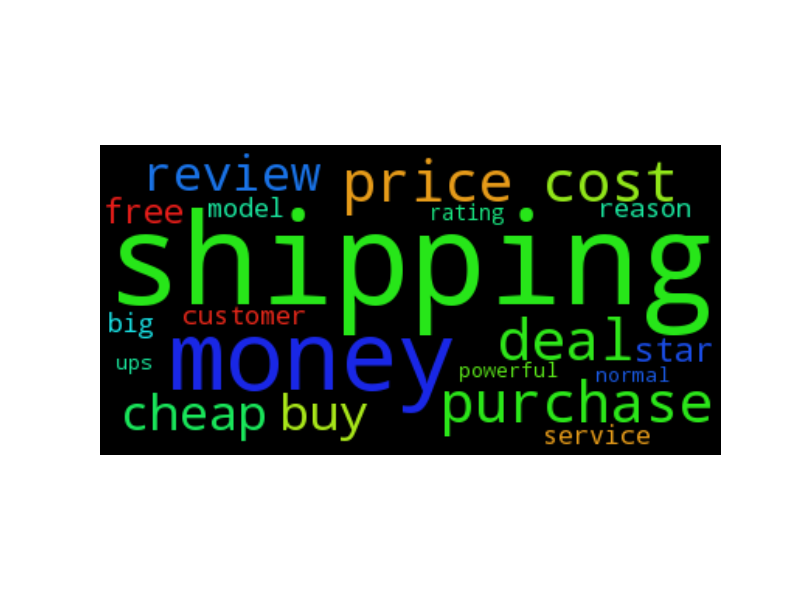 review price cost
free model rating reason
shipping
big customer
money deal star
ups powerful normal
cheap buy purchase
service